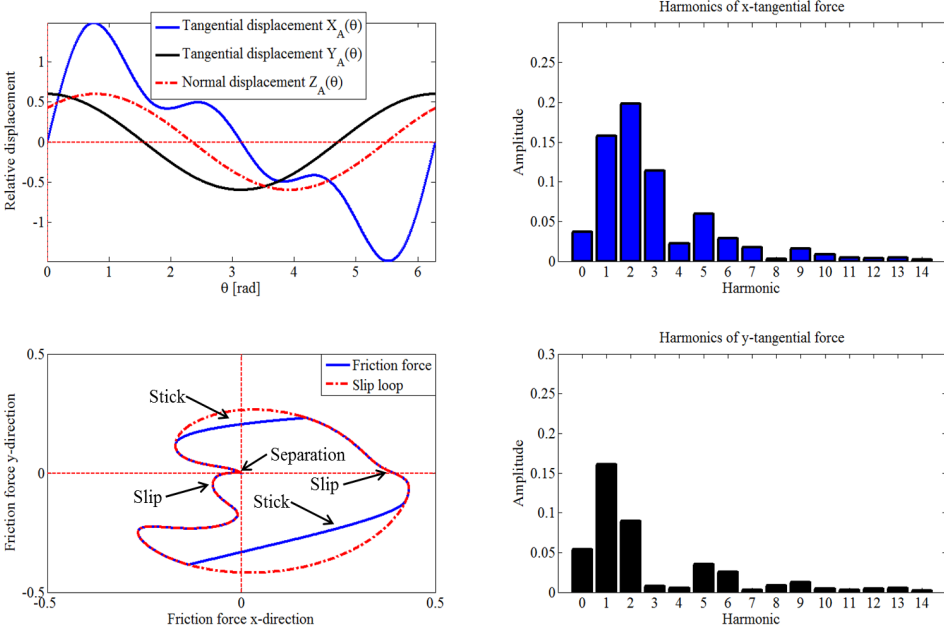 Tangential displacement X_A(θ)
Tangential displacement Y_A(θ)
Normal displacement Z_A(θ)
Relative displacement
1
0.5
0
-0.5
-1
0 1 2 3 4 5 6
θ [rad]
Harmonics of x-tangential force
Amplitude
0.25
0.2
0.15
0.1
0.05
0
0 1 2 3 4 5 6 7 8 9 10 11 12 13 14
Harmonic
Friction force
Slip loop
Stick
Separation
Slip
Slip
Stick
Friction force y-direction
0.5
0
-0.5
-0.5 0 0.5
Friction force x-direction
Harmonics of y-tangential force
Amplitude
0.3
0.25
0.2
0.15
0.1
0.05
0
0 1 2 3 4 5 6 7 8 9 10 11 12 13 14
Harmonic